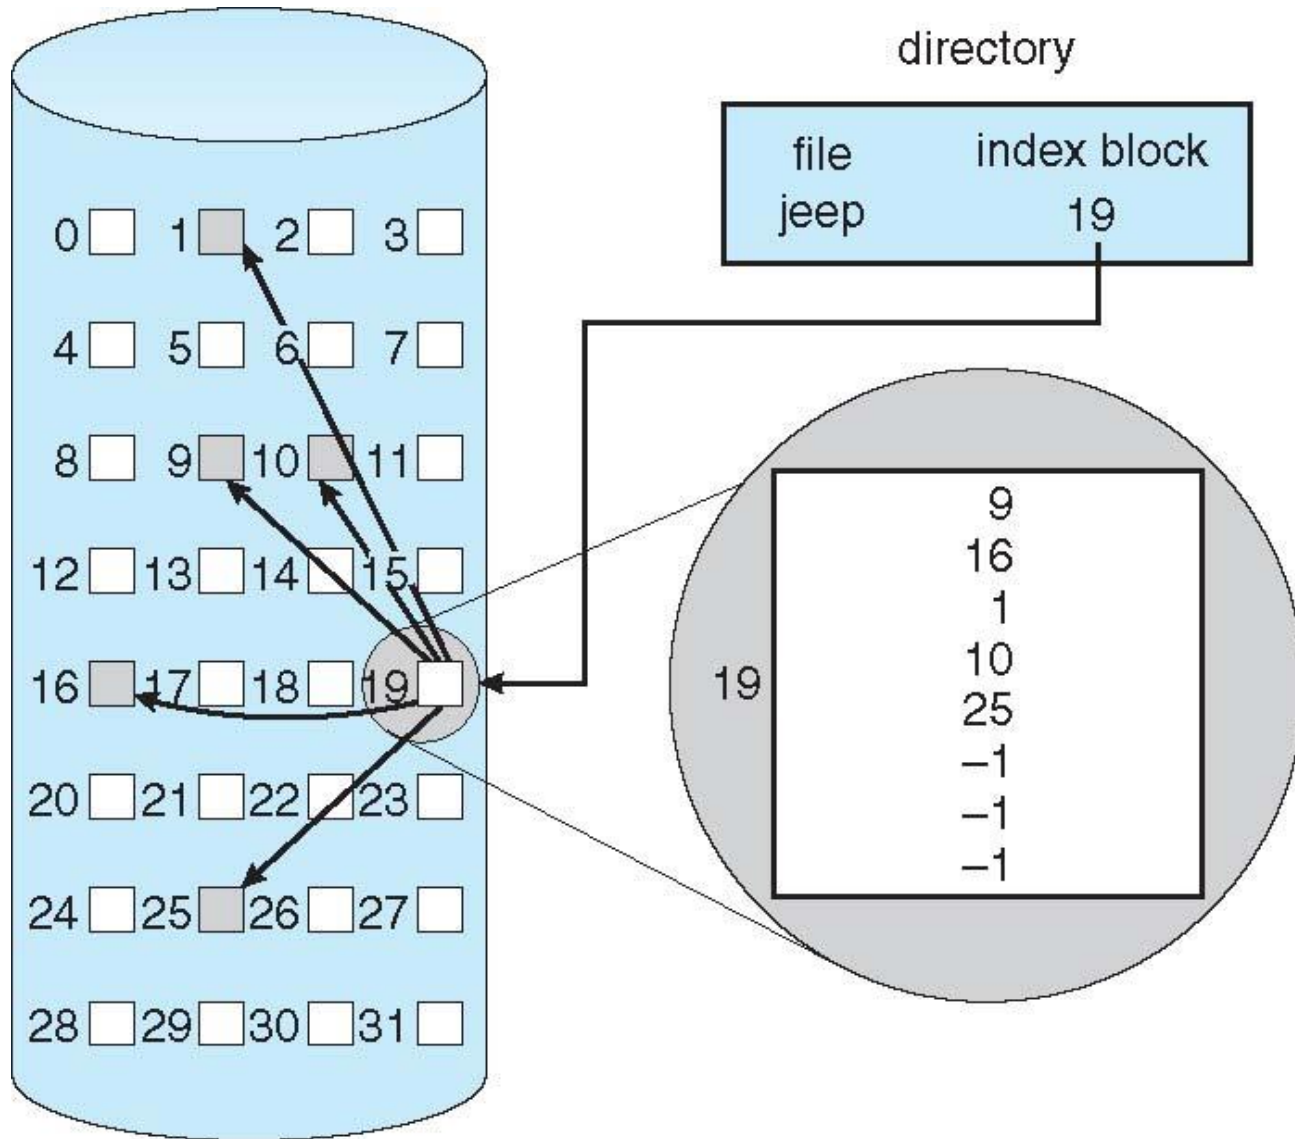 directory
file index block
jeep 19
0 1 2 3
4 5 6 7
8 9 10 11
12 13 14 15
16 17 18 19
20 21 22 23
24 25 26 27
28 29 30 31
19
9
16
1
10
25
–1
–1
–1